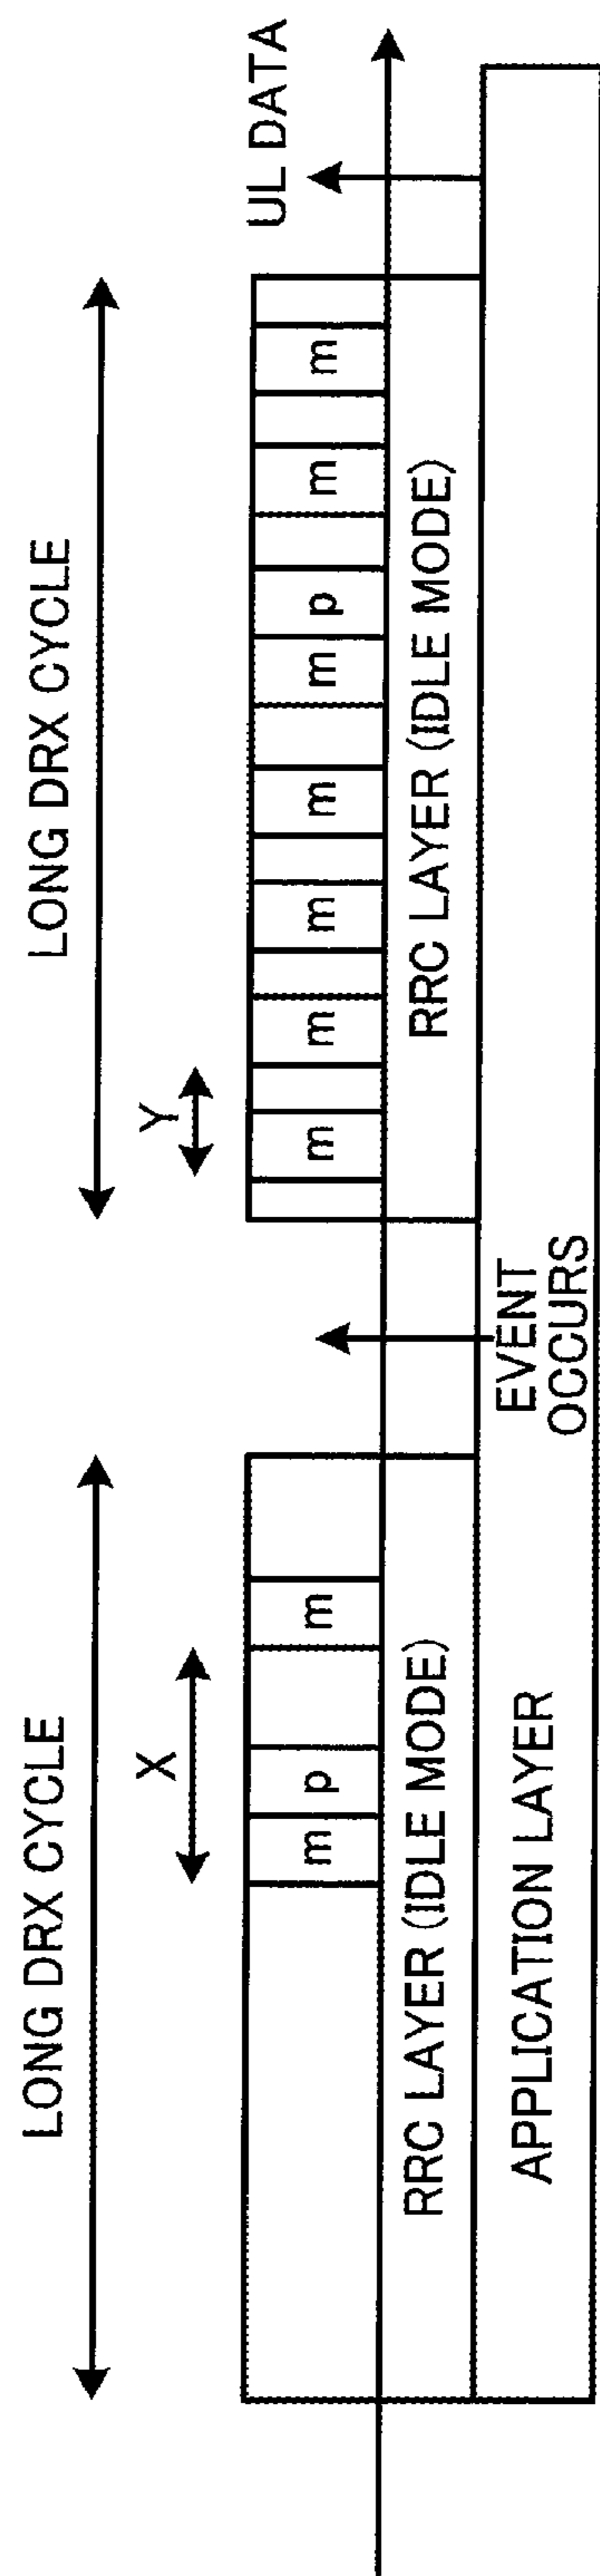 LONG DRX CYCLE
LONG DRX CYCLE
X
Y
UL DATA
m p m
m m m m m p m m
RRC LAYER (IDLE MODE)
RRC LAYER (IDLE MODE)
EVENT
OCCURS
APPLICATION LAYER